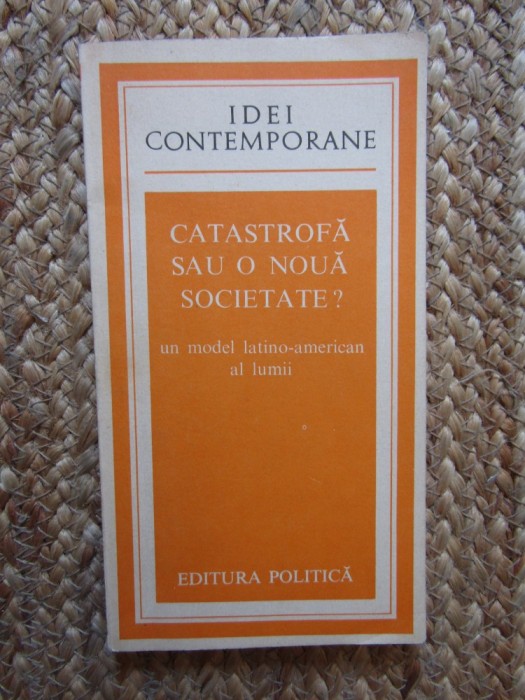 IDEI
CONTEMPORANE
CATASTROFĂ
SAU O NOUĂ
SOCIETATE?
un model latino-american
al lumii
EDITURA POLITICĂ